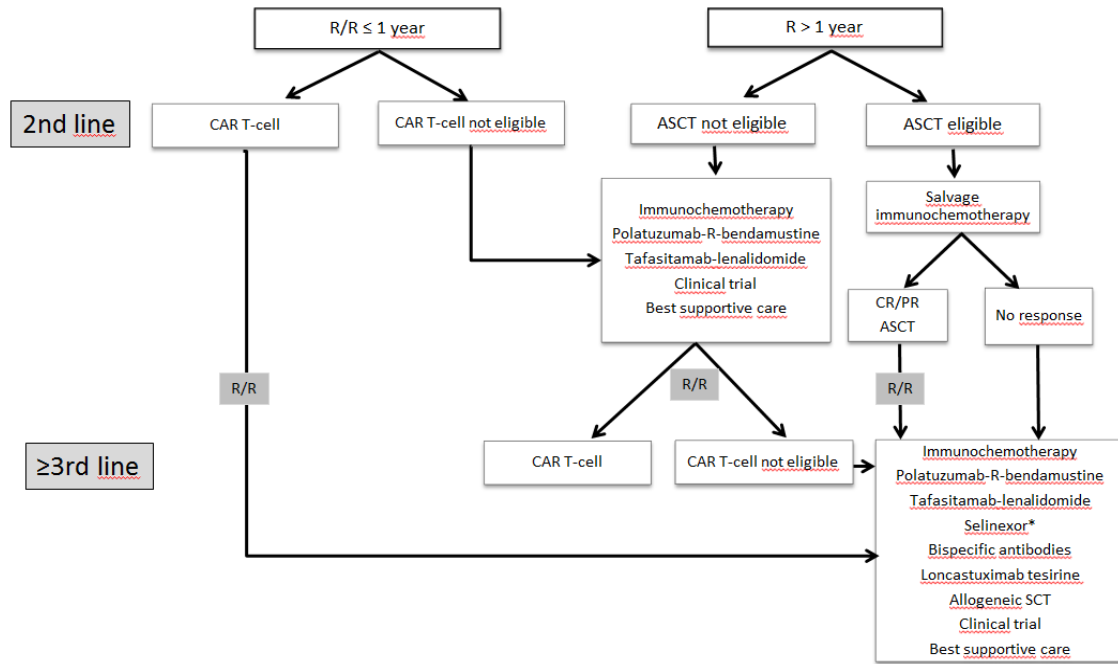 R/R ≤ 1 year
R > 1 year
2nd line
CAR T-cell
CAR T-cell not eligible
ASCT not eligible
ASCT eligible
Immunochemotherapy
Polatuzumab-R-bendamustine
Tafasitamab-lenalidomide
Clinical trial
Best supportive care
Salvage
immunochemotherapy
CR/PR
ASCT
No response
R/R
R/R
R/R
≥3rd line
CAR T-cell
CAR T-cell not eligible
Immunochemotherapy
Polatuzumab-R-bendamustine
Tafasitamab-lenalidomide
Selinexor*
Bispecific antibodies
Loncastuximab tesirine
Allogeneic SCT
Clinical trial
Best supportive care